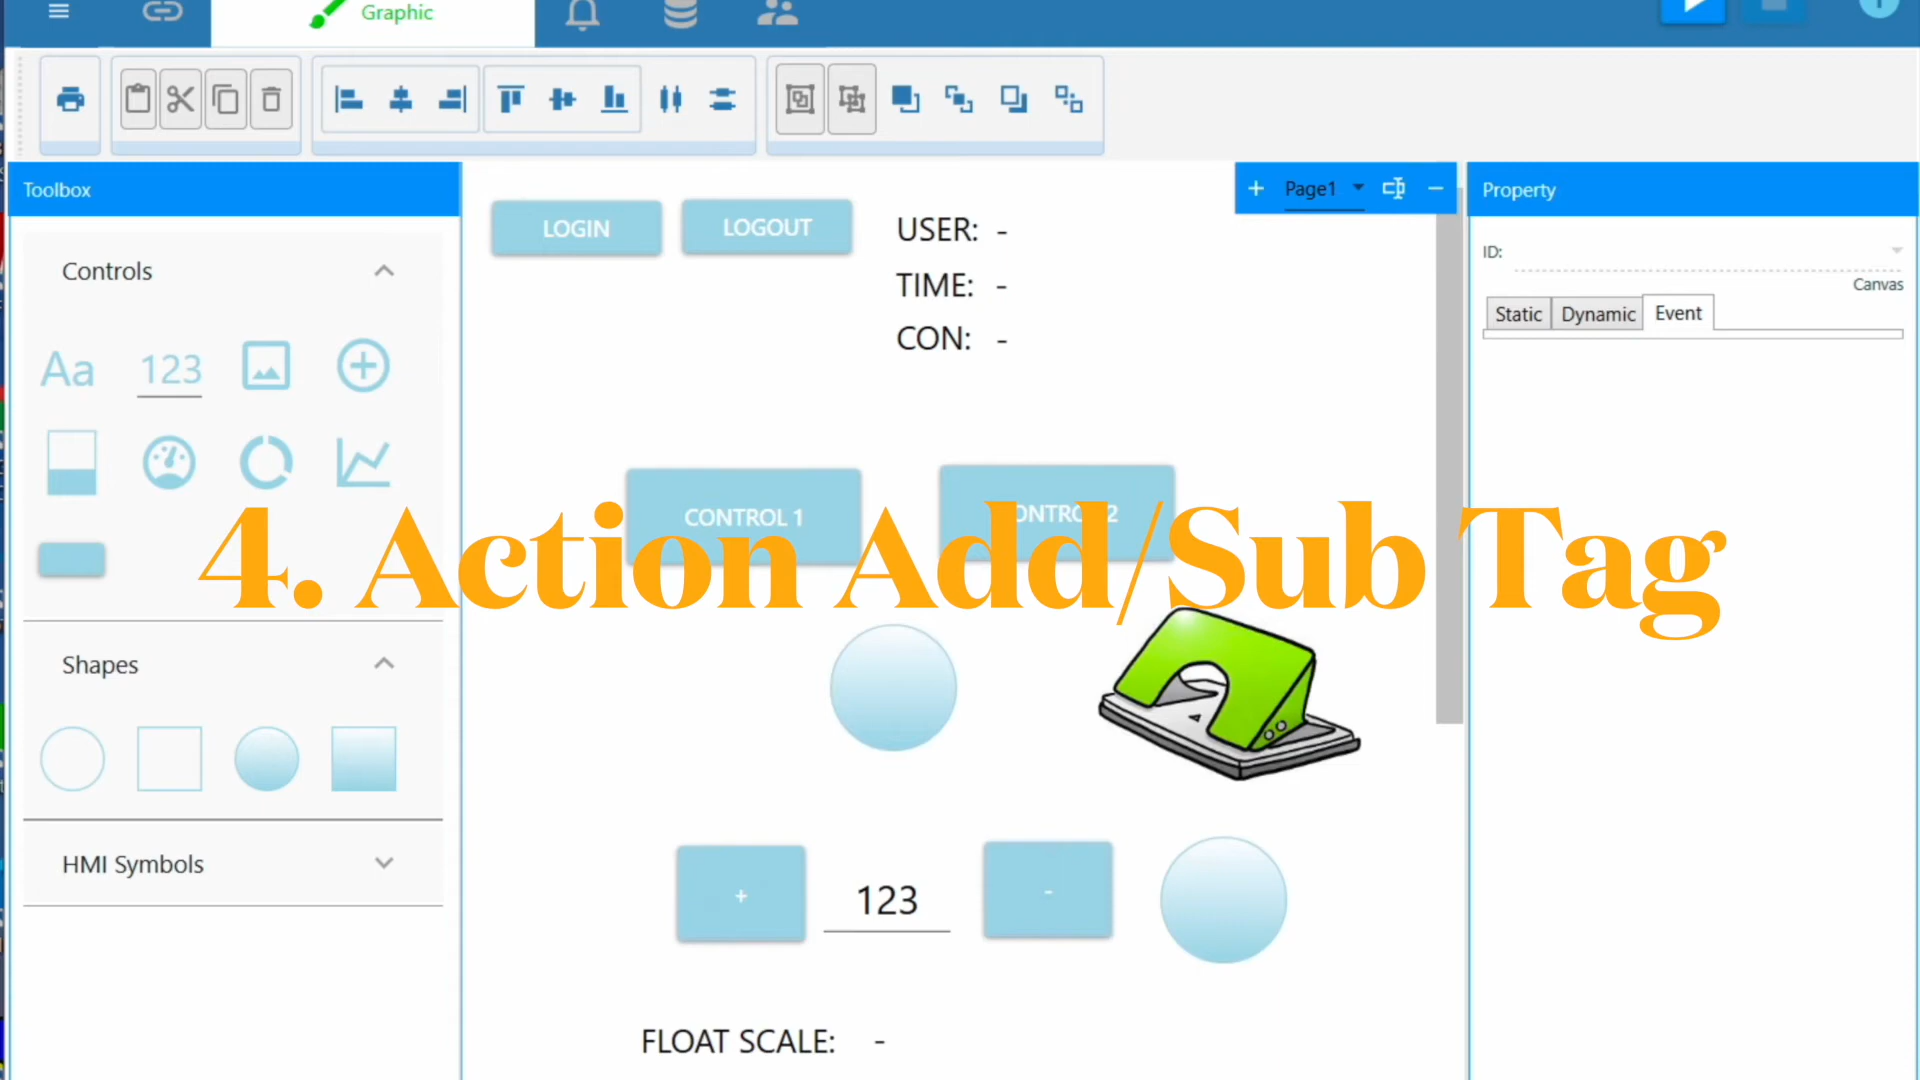 Graphic
Toolbox
Page1
Property
LOGIN
LOGOUT
USER: -
ID:
Controls
TIME: -
Canvas
Static Dynamic Event
CON: -
Aa 123
CONTROL 1
4. Action Add/Sub Tag
Shapes
+ 123 -
HMI Symbols
FLOAT SCALE: -